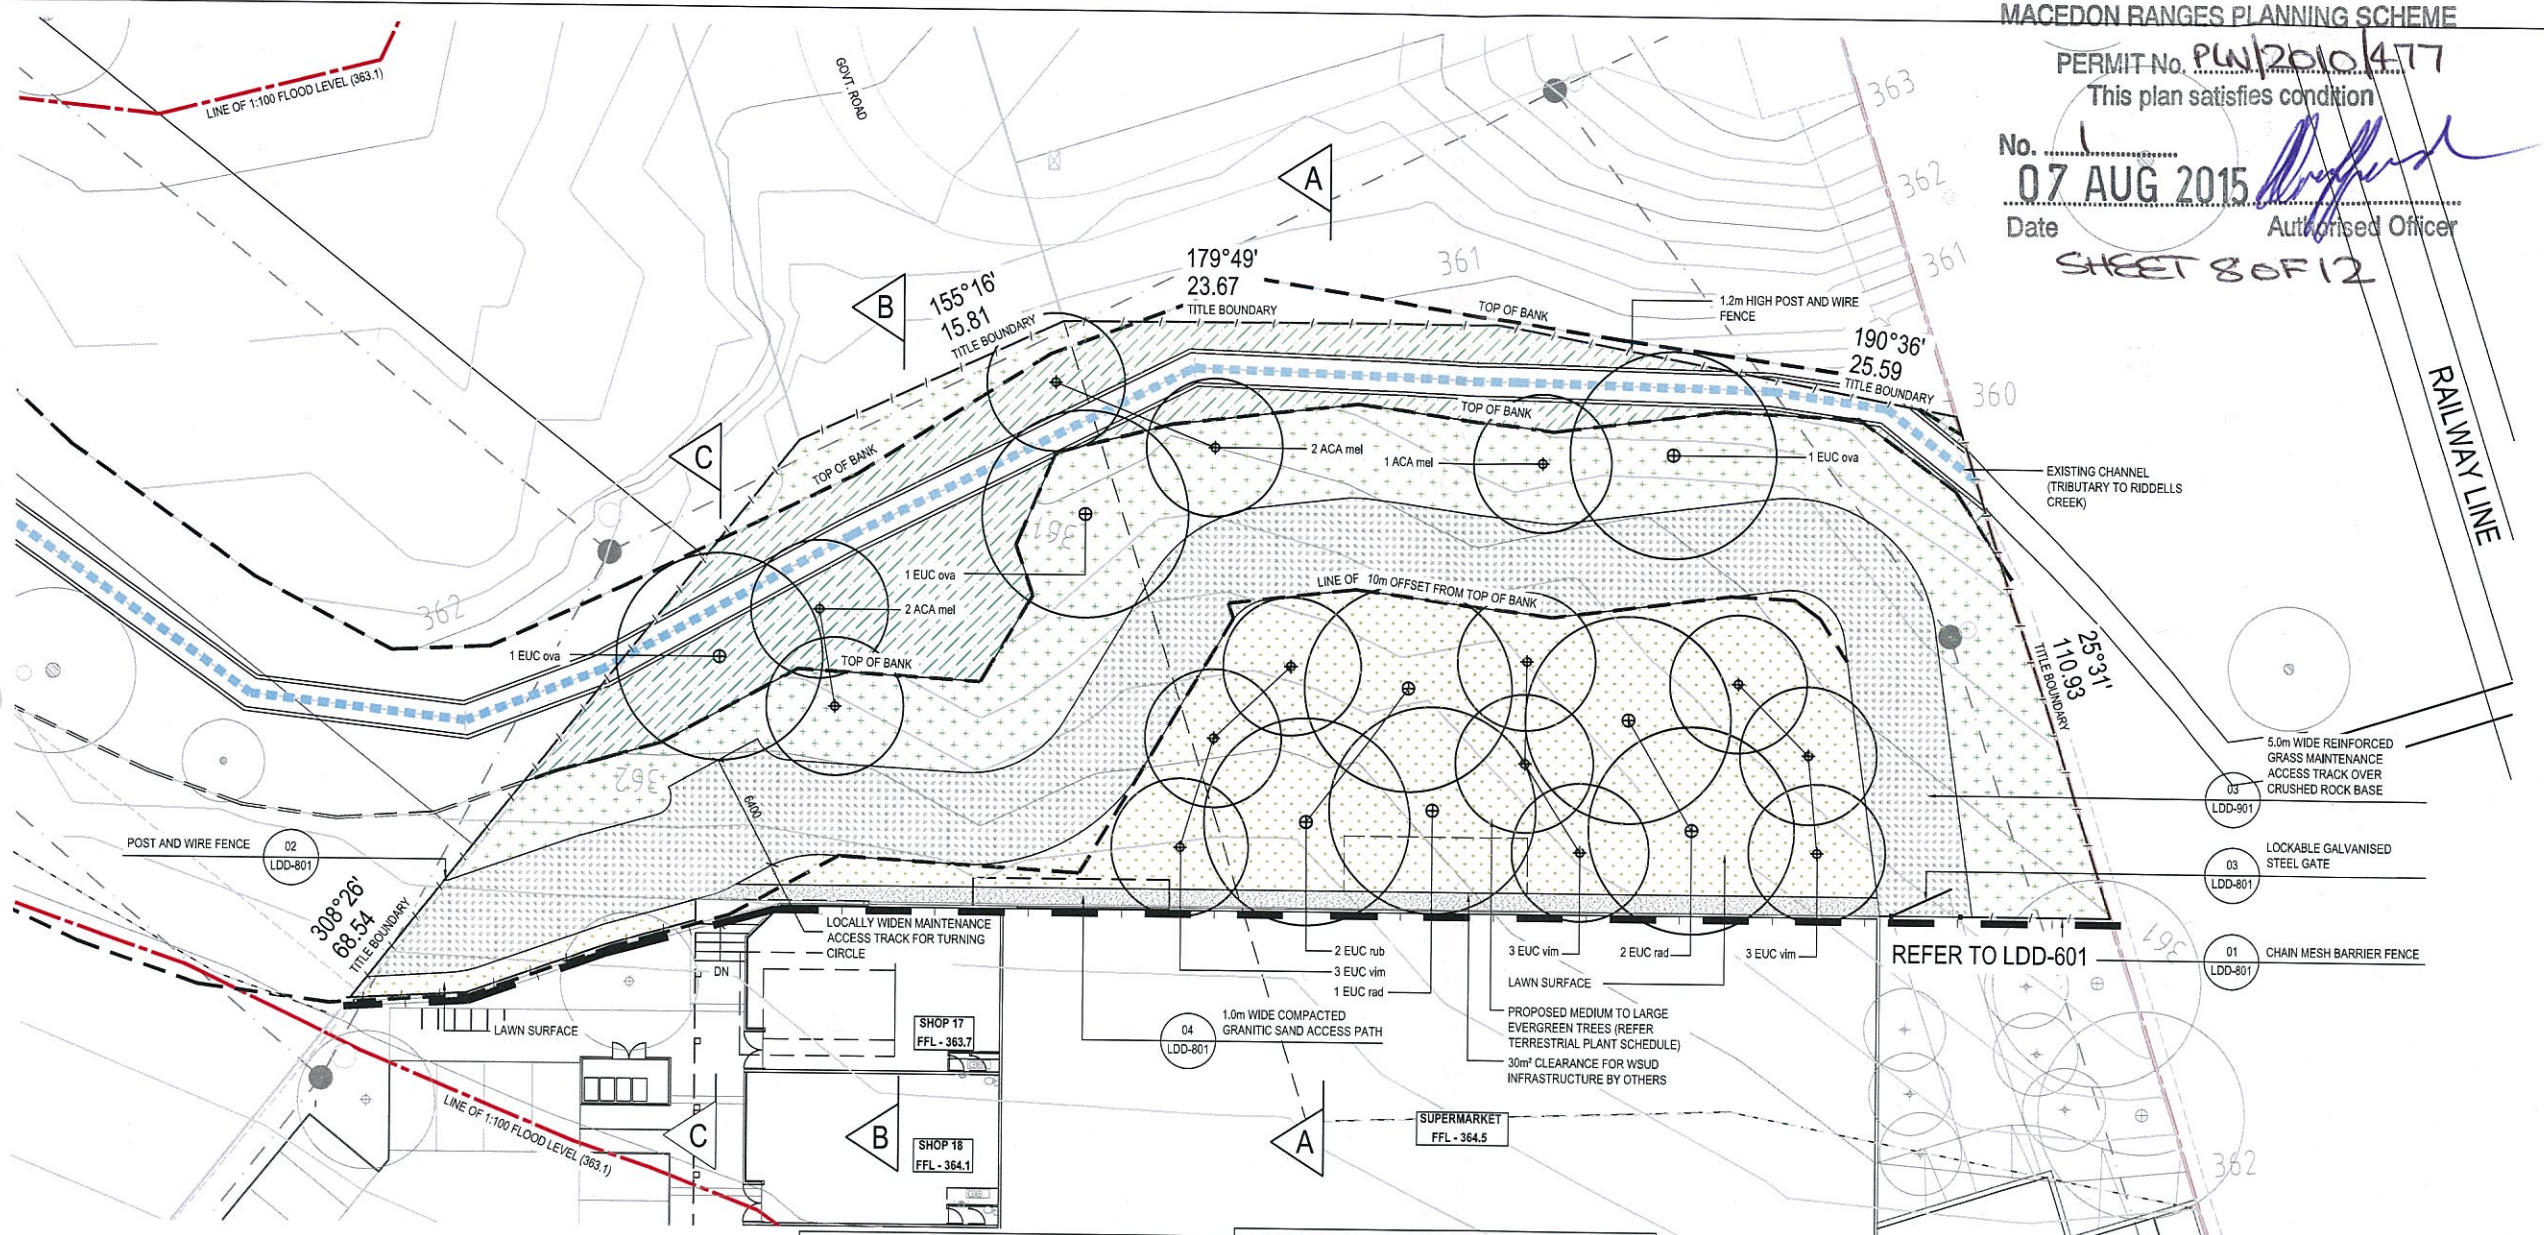 MACEDON RANGES PLANNING SCHEME
PERMIT No. PLN/2010/477
This plan satisfies condition
No. 1
07 AUG 2015
Date
Authorised Officer
SHEET 8 OF 12
LINE OF 1:100 FLOOD LEVEL (363.1)
GOVT. ROAD
363
362
361
360
A
B
C
155°16'
15.81
TITLE BOUNDARY
179°49'
23.67
TITLE BOUNDARY
361
TOP OF BANK
1.2m HIGH POST AND WIRE
FENCE
190°36'
25.59
TITLE BOUNDARY
RAILWAY LINE
TOP OF BANK
TOP OF BANK
2 ACA mel
1 ACA mel
1 EUC ova
EXISTING CHANNEL
(TRIBUTARY TO RIDDELLS
CREEK)
361
1 EUC ova
2 ACA mel
362
1 EUC ova
TOP OF BANK
LINE OF 10m OFFSET FROM TOP OF BANK
25°31'
110.93
TITLE BOUNDARY
362
6400
5.0m WIDE REINFORCED
GRASS MAINTENANCE
ACCESS TRACK OVER
CRUSHED ROCK BASE
03
LDD-901
POST AND WIRE FENCE
02
LDD-801
LOCKABLE GALVANISED
STEEL GATE
03
LDD-801
308°26'
68.54
TITLE BOUNDARY
LOCALLY WIDEN MAINTENANCE
ACCESS TRACK FOR TURNING
CIRCLE
DN
2 EUC rub
3 EUC vim
1 EUC rad
3 EUC vim
2 EUC rad
3 EUC vim
LAWN SURFACE
REFER TO LDD-601
361
01
LDD-801
CHAIN MESH BARRIER FENCE
LAWN SURFACE
SHOP 17
FFL - 363.7
04
LDD-801
1.0m WIDE COMPACTED
GRANITIC SAND ACCESS PATH
PROPOSED MEDIUM TO LARGE
EVERGREEN TREES (REFER
TERRESTRIAL PLANT SCHEDULE)
30m² CLEARANCE FOR WSUD
INFRASTRUCTURE BY OTHERS
LINE OF 1:100 FLOOD LEVEL (363.1)
C
B
A
SHOP 18
FFL - 364.1
SUPERMARKET
FFL - 364.5
362